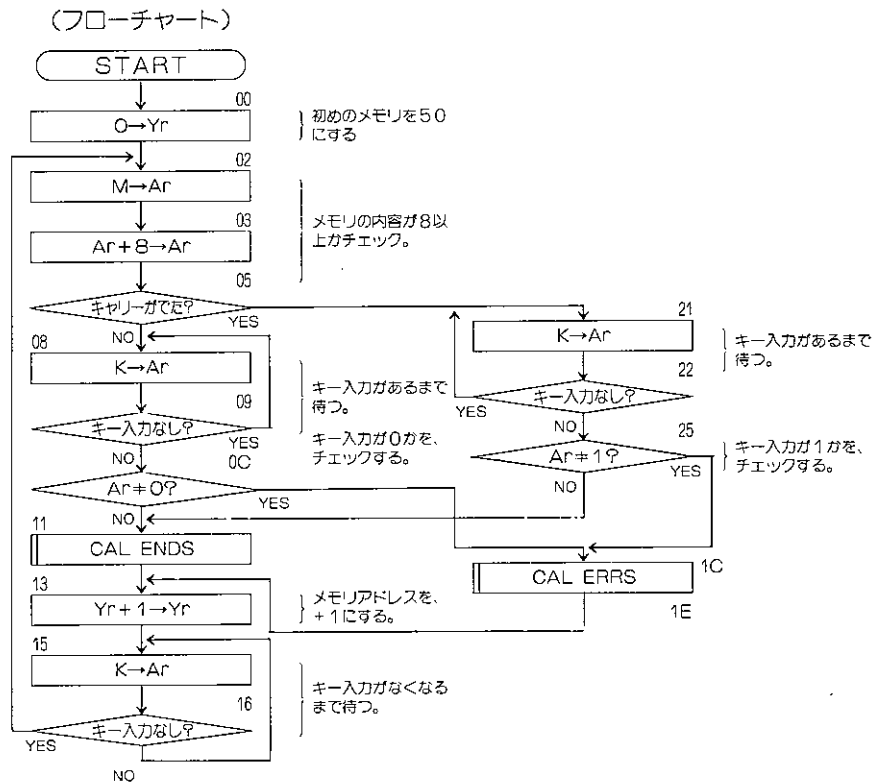 (フローチャート)
START
00
0→Yr
初めのメモリを50
にする
02
M→Ar
03
Ar+8→Ar
メモリの内容が8以
上かチェック。
05
キャリーがでた?
YES
NO
08
K→Ar
09
キー入力があるまで
待つ。
キー入力なし?
YES
キー入力が0かを、
チェックする。
NO
0C
Ar≠0?
YES
NO
11
CAL ENDS
13
Yr+1→Yr
メモリアドレスを、
+1にする。
15
K→Ar
16
キー入力がなくなる
まで待つ。
キー入力なし?
YES
NO
21
K→Ar
キー入力があるまで
待つ。
22
キー入力なし?
YES
NO
25
Ar≠1?
YES
キー入力が1かを、
チェックする。
NO
CAL ERRS
1C
1E